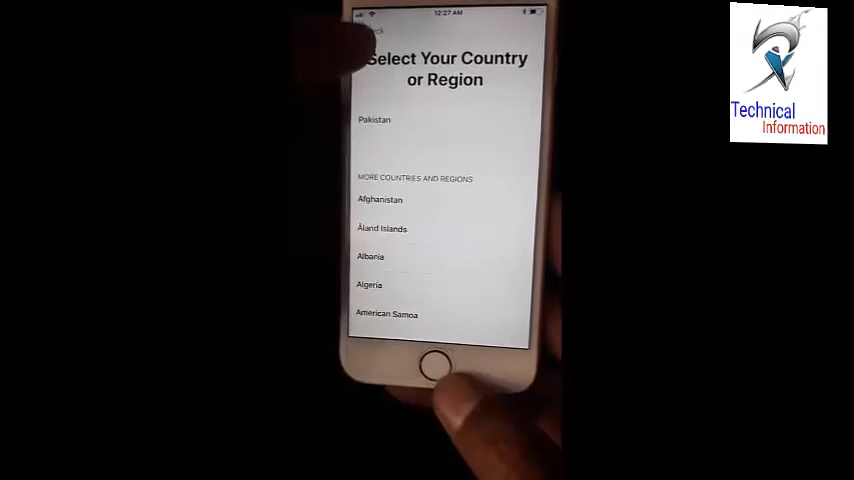 12:27 AM
Select Your Country
or Region
Pakistan
MORE COUNTRIES AND REGIONS
Afghanistan
Åland Islands
Albania
Algeria
American Samoa
Technical
Information